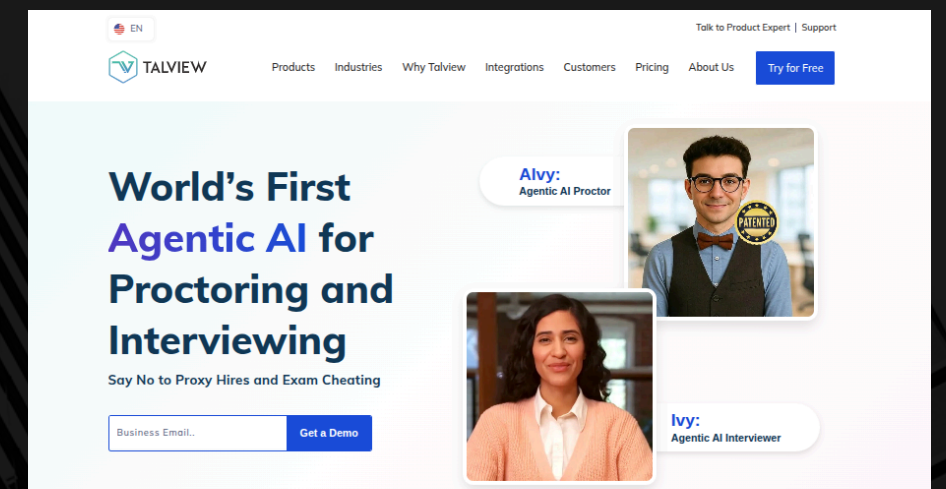 EN
Talk to Product Expert | Support
TALVIEW
Products Industries Why Talview Integrations Customers Pricing About Us Try for Free
World's First
Agentic AI for
Proctoring and
Interviewing
Say No to Proxy Hires and Exam Cheating
Business Email..
Get a Demo
Alvy:
Agentic AI Proctor
PATENTED
Ivy:
Agentic AI Interviewer